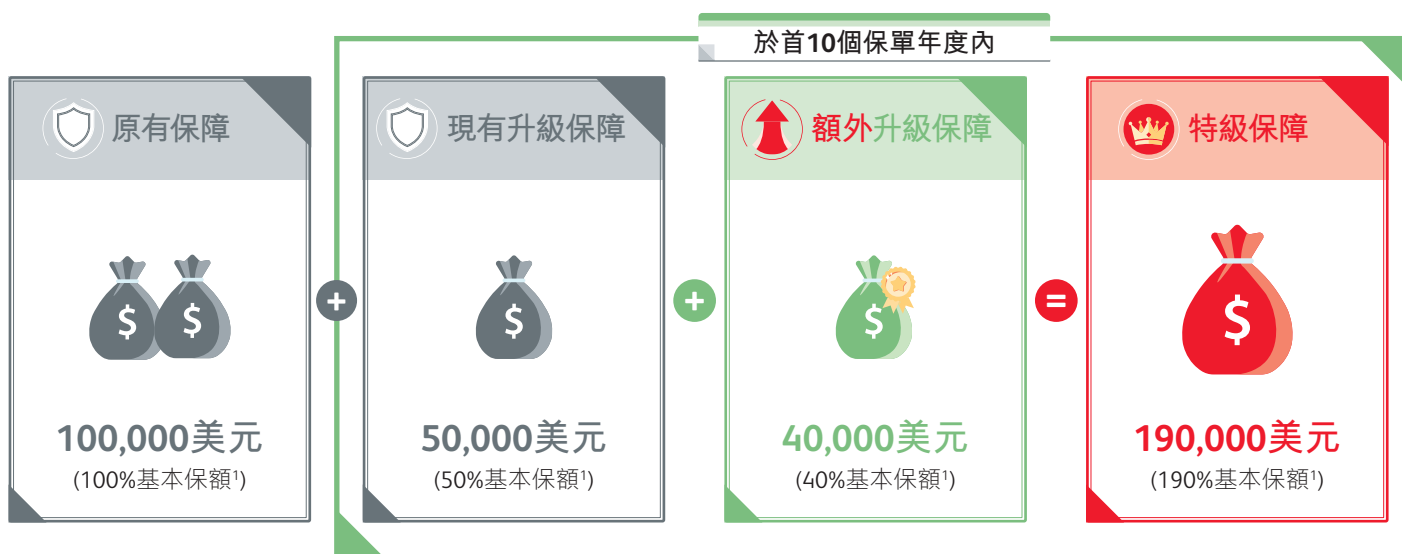 於首10個保單年度內
原有保障
$ $
100,000美元
(100%基本保額¹)
+
現有升級保障
$
50,000美元
(50%基本保額¹)
+
額外升級保障
$
40,000美元
(40%基本保額¹)
=
特級保障
$
190,000美元
(190%基本保額¹)